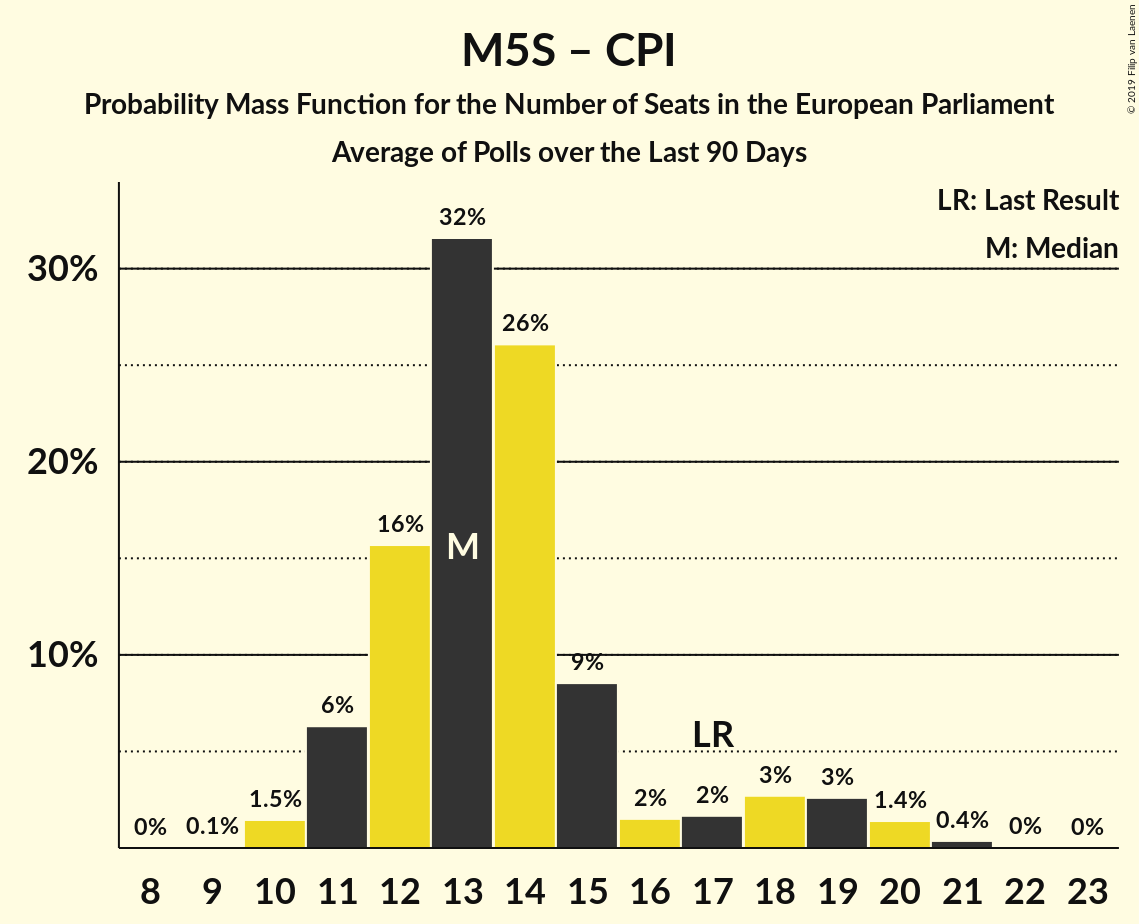 M5S – CPI
Probability Mass Function for the Number of Seats in the European Parliament
Average of Polls over the Last 90 Days
© 2019 Filip van Laenen
LR: Last Result
M: Median
30%
20%
10%
0%
0.1%
1.5%
6%
16%
32%
26%
9%
2%
2%
3%
3%
1.4%
0.4%
0%
0%
M
LR
8 9 10 11 12 13 14 15 16 17 18 19 20 21 22 23